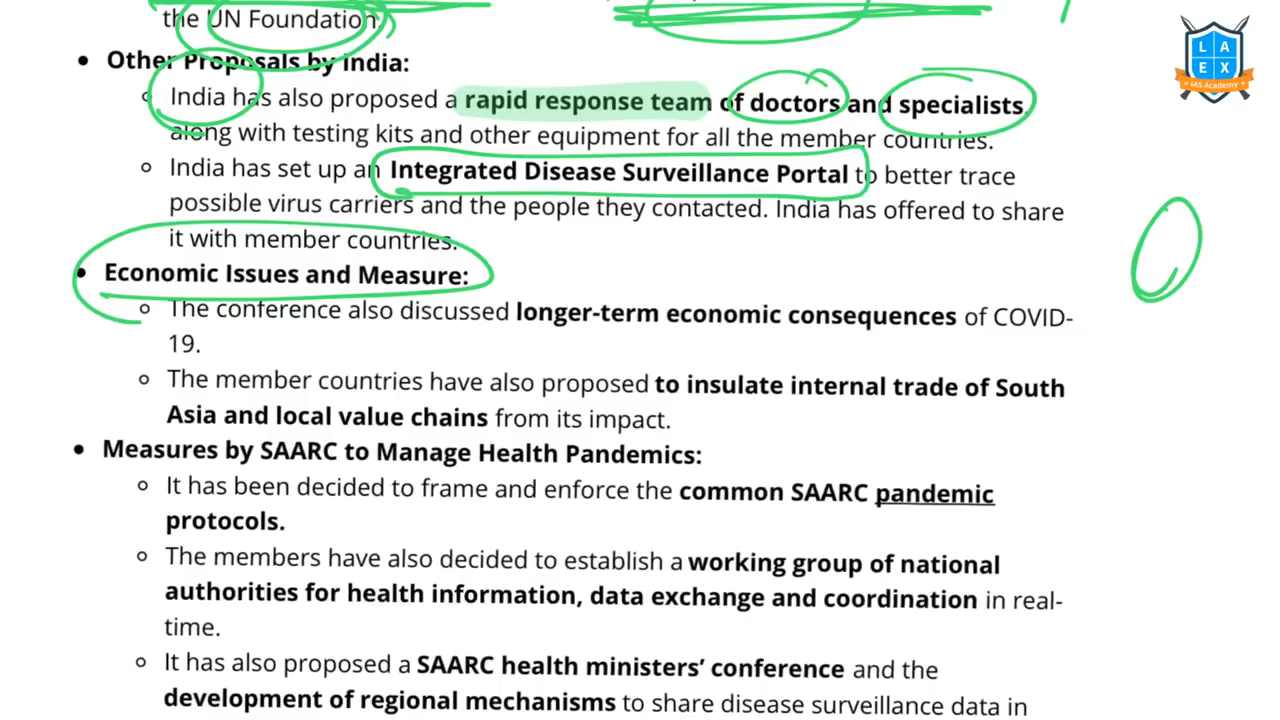 the UN Foundation
Other Proposals by India:
India has also proposed a rapid response team of doctors and specialists,
along with testing kits and other equipment for all the member countries.
India has set up an Integrated Disease Surveillance Portal to better trace
possible virus carriers and the people they contacted. India has offered to share
it with member countries.
Economic Issues and Measure:
The conference also discussed longer-term economic consequences of COVID-
19.
The member countries have also proposed to insulate internal trade of South
Asia and local value chains from its impact.
Measures by SAARC to Manage Health Pandemics:
It has been decided to frame and enforce the common SAARC pandemic
protocols.
The members have also decided to establish a working group of national
authorities for health information, data exchange and coordination in real-
time.
It has also proposed a SAARC health ministers’ conference and the
development of regional mechanisms to share disease surveillance data in
L A
E X
IAS Academy